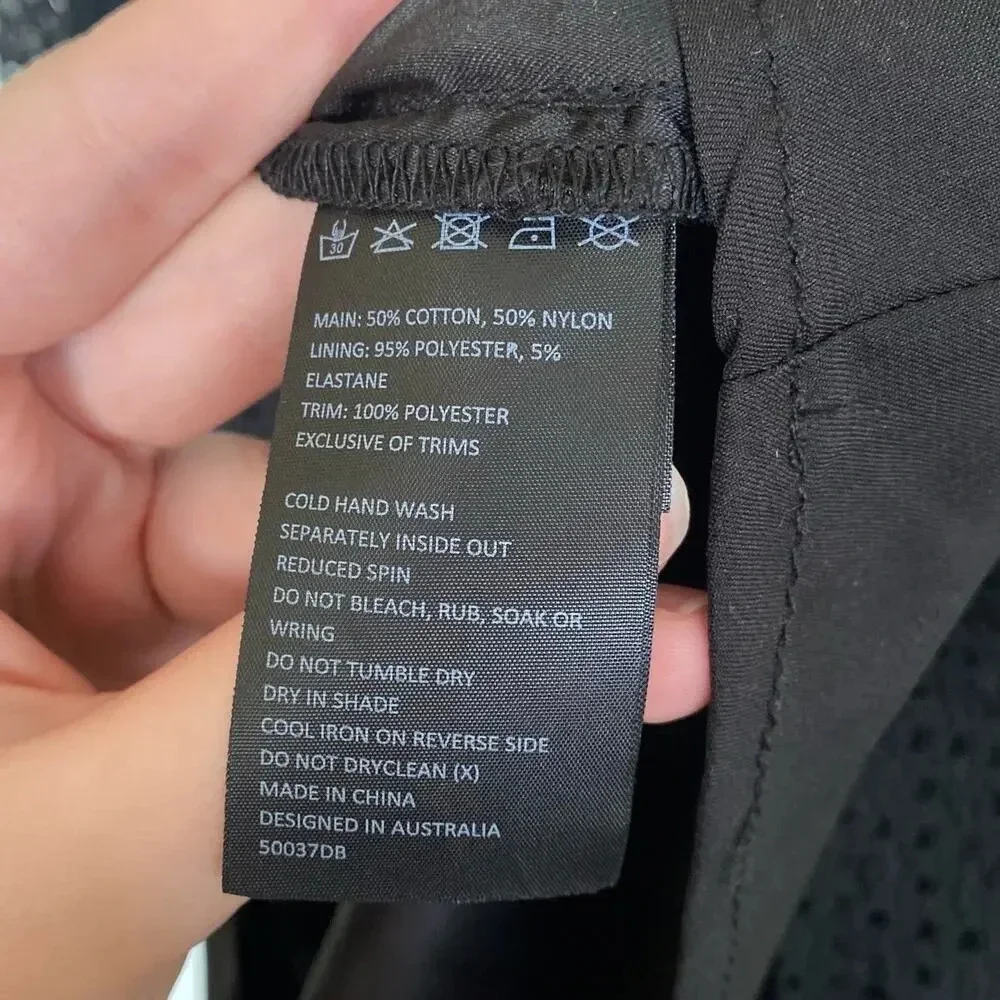 30
MAIN: 50% COTTON, 50% NYLON
LINING: 95% POLYESTER, 5%
ELASTANE
TRIM: 100% POLYESTER
EXCLUSIVE OF TRIMS
COLD HAND WASH
SEPARATELY INSIDE OUT
REDUCED SPIN
DO NOT BLEACH, RUB, SOAK OR
WRING
DO NOT TUMBLE DRY
DRY IN SHADE
COOL IRON ON REVERSE SIDE
DO NOT DRYCLEAN (X)
MADE IN CHINA
DESIGNED IN AUSTRALIA
50037DB